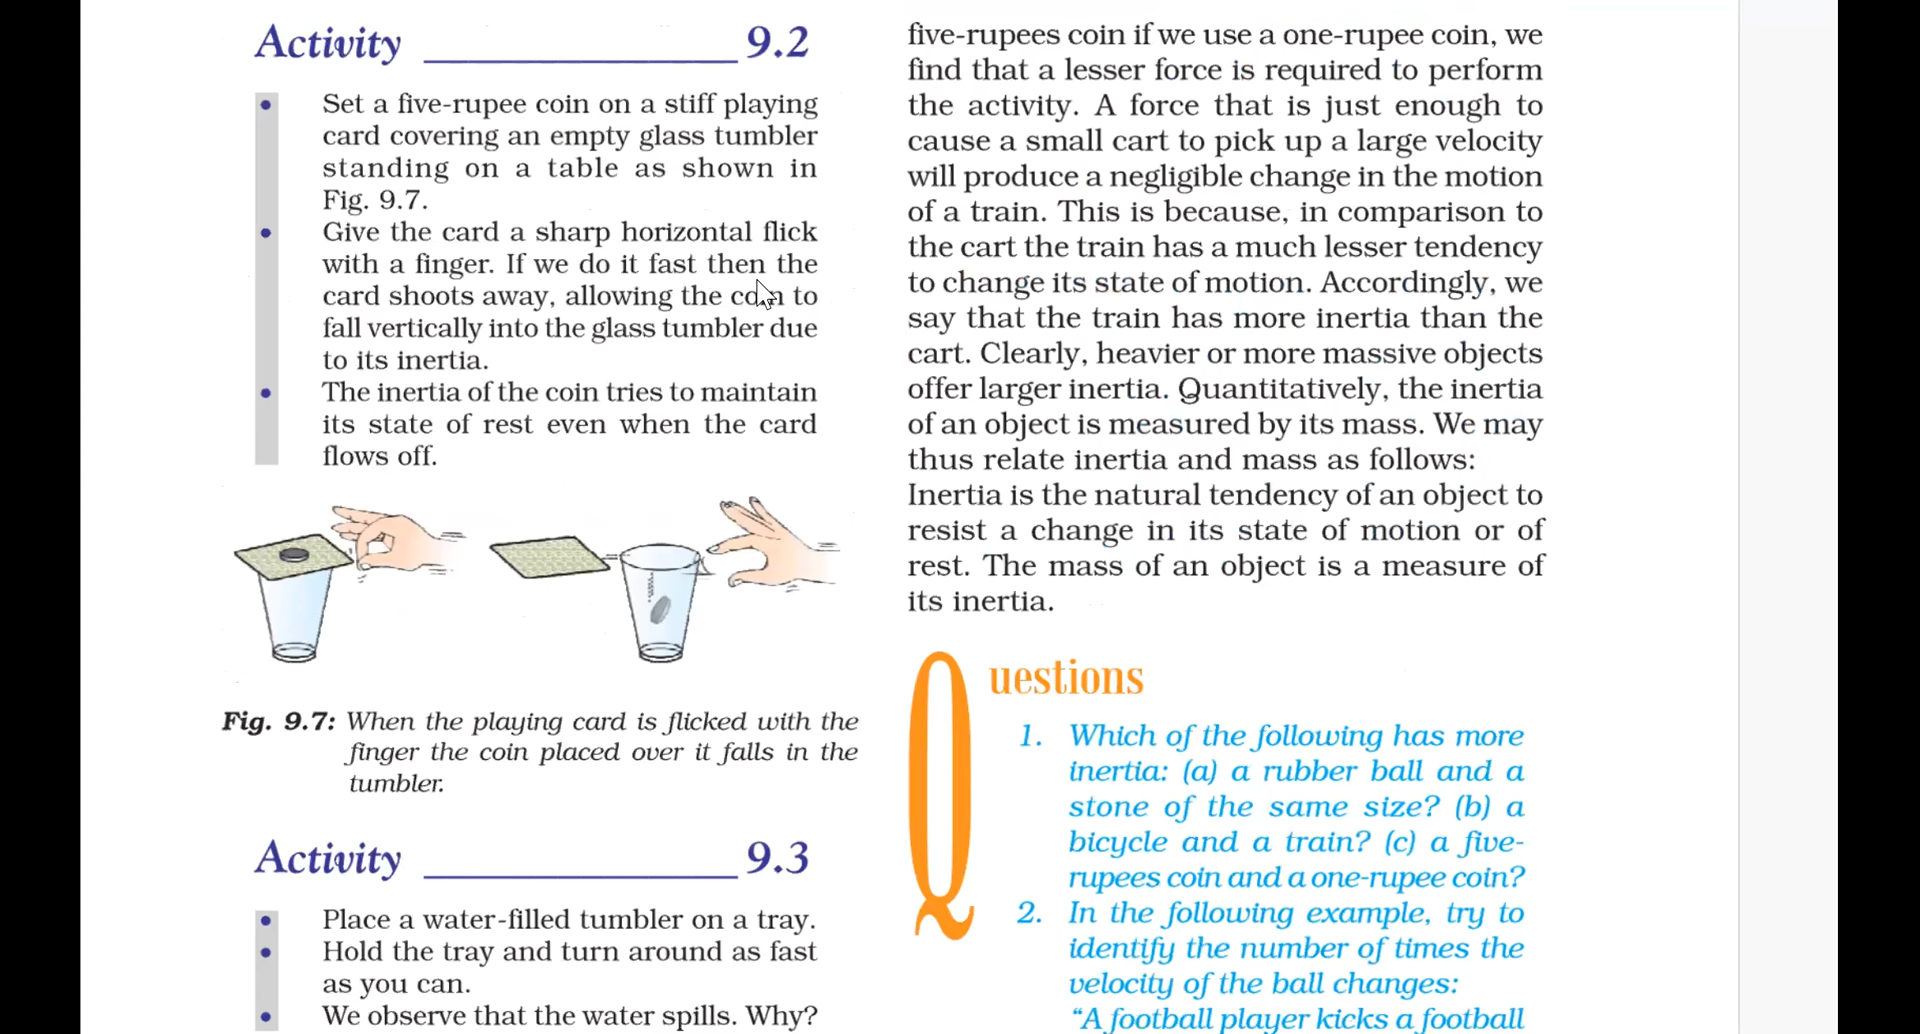 Activity 9.2
• Set a five-rupee coin on a stiff playing
card covering an empty glass tumbler
standing on a table as shown in
Fig. 9.7.
• Give the card a sharp horizontal flick
with a finger. If we do it fast then the
card shoots away, allowing the coin to
fall vertically into the glass tumbler due
to its inertia.
• The inertia of the coin tries to maintain
its state of rest even when the card
flows off.
Fig. 9.7: When the playing card is flicked with the
finger the coin placed over it falls in the
tumbler.
Activity 9.3
• Place a water-filled tumbler on a tray.
• Hold the tray and turn around as fast
as you can.
• We observe that the water spills. Why?
five-rupees coin if we use a one-rupee coin, we
find that a lesser force is required to perform
the activity. A force that is just enough to
cause a small cart to pick up a large velocity
will produce a negligible change in the motion
of a train. This is because, in comparison to
the cart the train has a much lesser tendency
to change its state of motion. Accordingly, we
say that the train has more inertia than the
cart. Clearly, heavier or more massive objects
offer larger inertia. Quantitatively, the inertia
of an object is measured by its mass. We may
thus relate inertia and mass as follows:
Inertia is the natural tendency of an object to
resist a change in its state of motion or of
rest. The mass of an object is a measure of
its inertia.
Questions
1. Which of the following has more
inertia: (a) a rubber ball and a
stone of the same size? (b) a
bicycle and a train? (c) a five-
rupees coin and a one-rupee coin?
2. In the following example, try to
identify the number of times the
velocity of the ball changes:
“A football player kicks a football